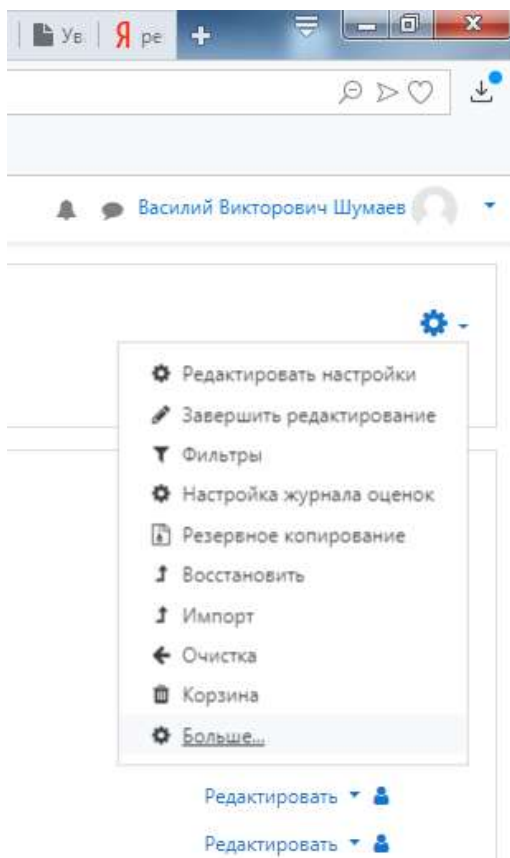 Ув
Я ре
Василий Викторович Шумаев
Редактировать настройки
Завершить редактирование
Фильтры
Настройка журнала оценок
Резервное копирование
Восстановить
Импорт
Очистка
Корзина
Больше...
Редактировать
Редактировать